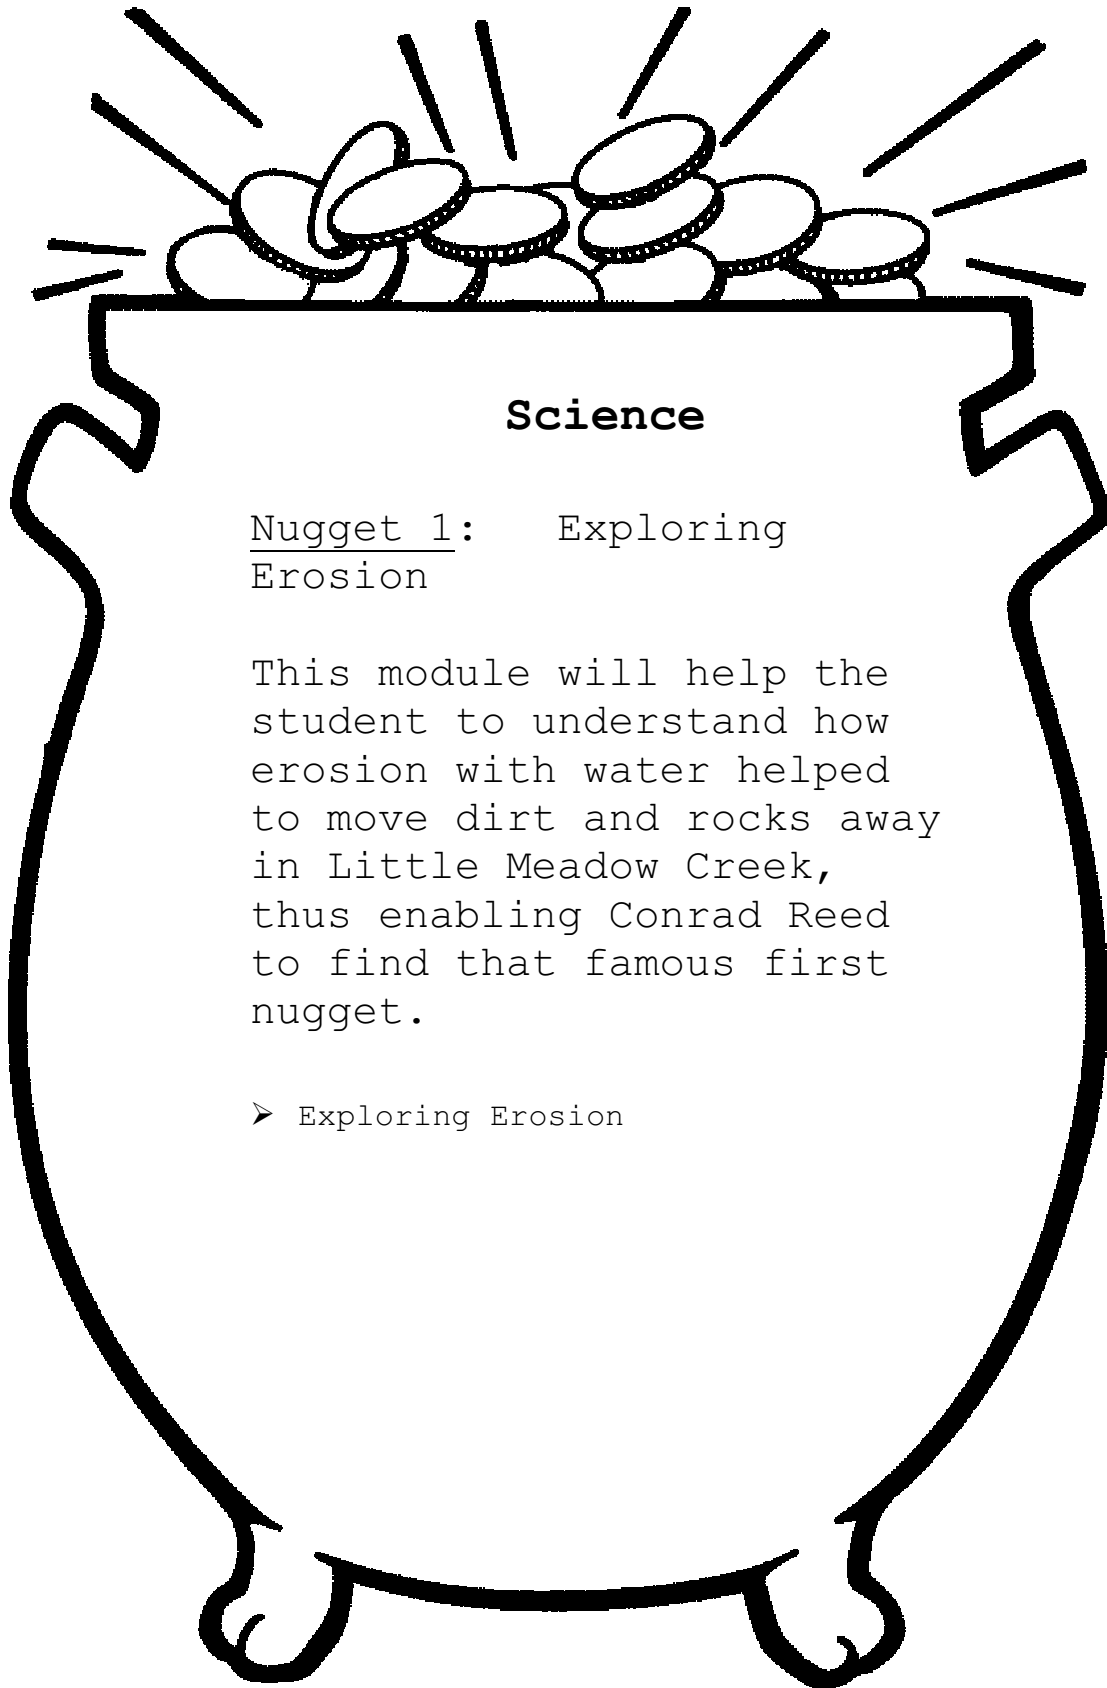 Science
Nugget 1: Exploring
Erosion
This module will help the
student to understand how
erosion with water helped
to move dirt and rocks away
in Little Meadow Creek,
thus enabling Conrad Reed
to find that famous first
nugget.
➢ Exploring Erosion